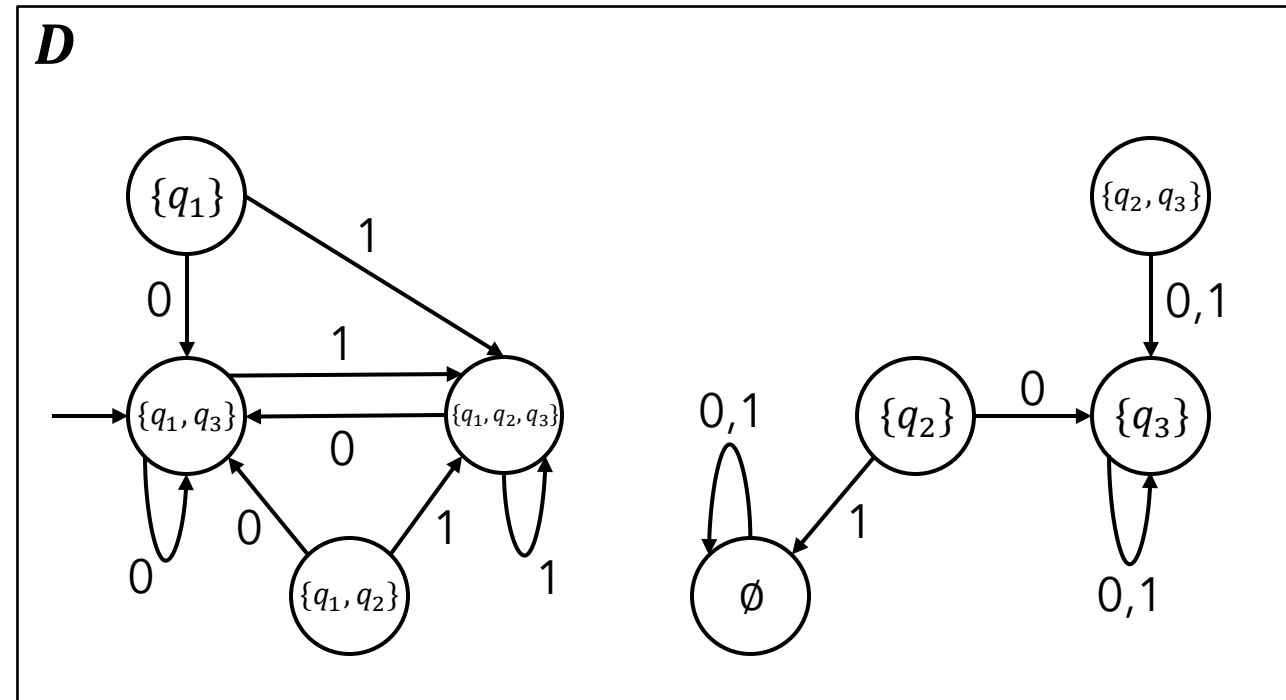 D
{q₁}
{q₂, q₃}
1
0
0,1
1
{q₁, q₃}
{q₁, q₂, q₃}
0
0,1
{q₂}
0
{q₃}
0
1
1
0
1
0,1
{q₁, q₂}
∅